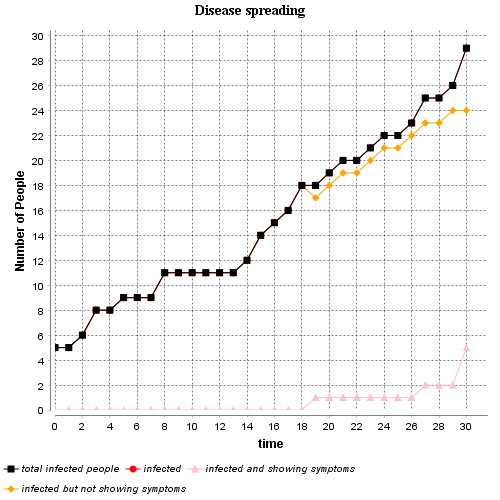 Disease spreading
Number of People
30
28
26
24
22
20
18
16
14
12
10
8
6
4
2
0
0 2 4 6 8 10 12 14 16 18 20 22 24 26 28 30
time
total infected people infected infected and showing symptoms
infected but not showing symptoms